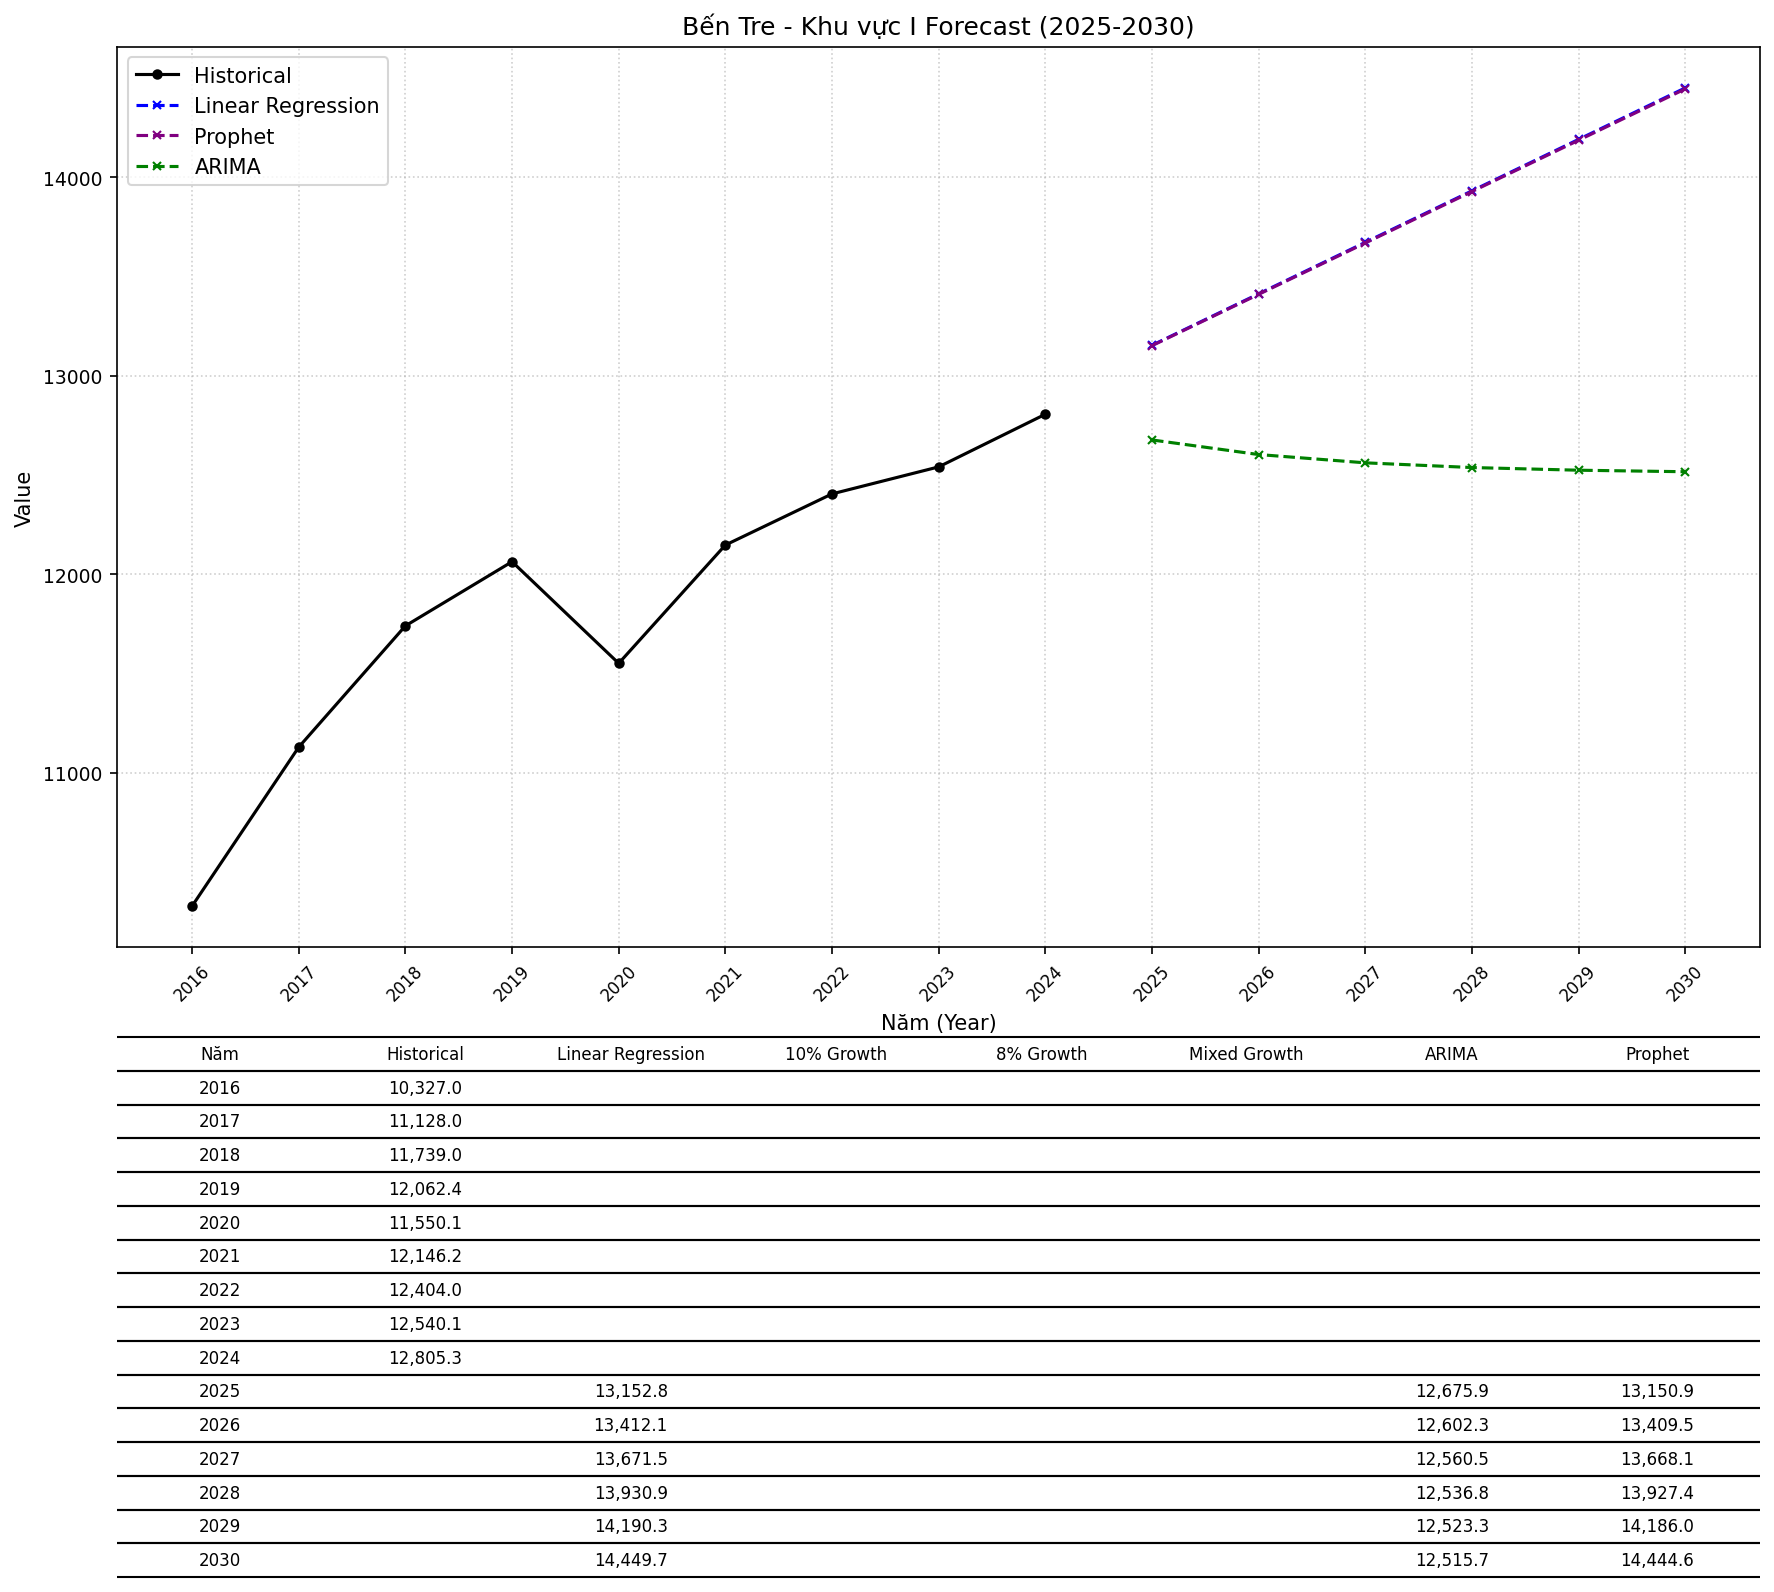 Bến Tre - Khu vực I Forecast (2025-2030)
Historical
Linear Regression
Prophet
ARIMA
Value
14000
13000
12000
11000
2016 2017 2018 2019 2020 2021 2022 2023 2024 2025 2026 2027 2028 2029 2030
Năm (Year)
Năm Historical Linear Regression 10% Growth 8% Growth Mixed Growth ARIMA Prophet
2016 10,327.0
2017 11,128.0
2018 11,739.0
2019 12,062.4
2020 11,550.1
2021 12,146.2
2022 12,404.0
2023 12,540.1
2024 12,805.3
2025 13,152.8 12,675.9 13,150.9
2026 13,412.1 12,602.3 13,409.5
2027 13,671.5 12,560.5 13,668.1
2028 13,930.9 12,536.8 13,927.4
2029 14,190.3 12,523.3 14,186.0
2030 14,449.7 12,515.7 14,444.6